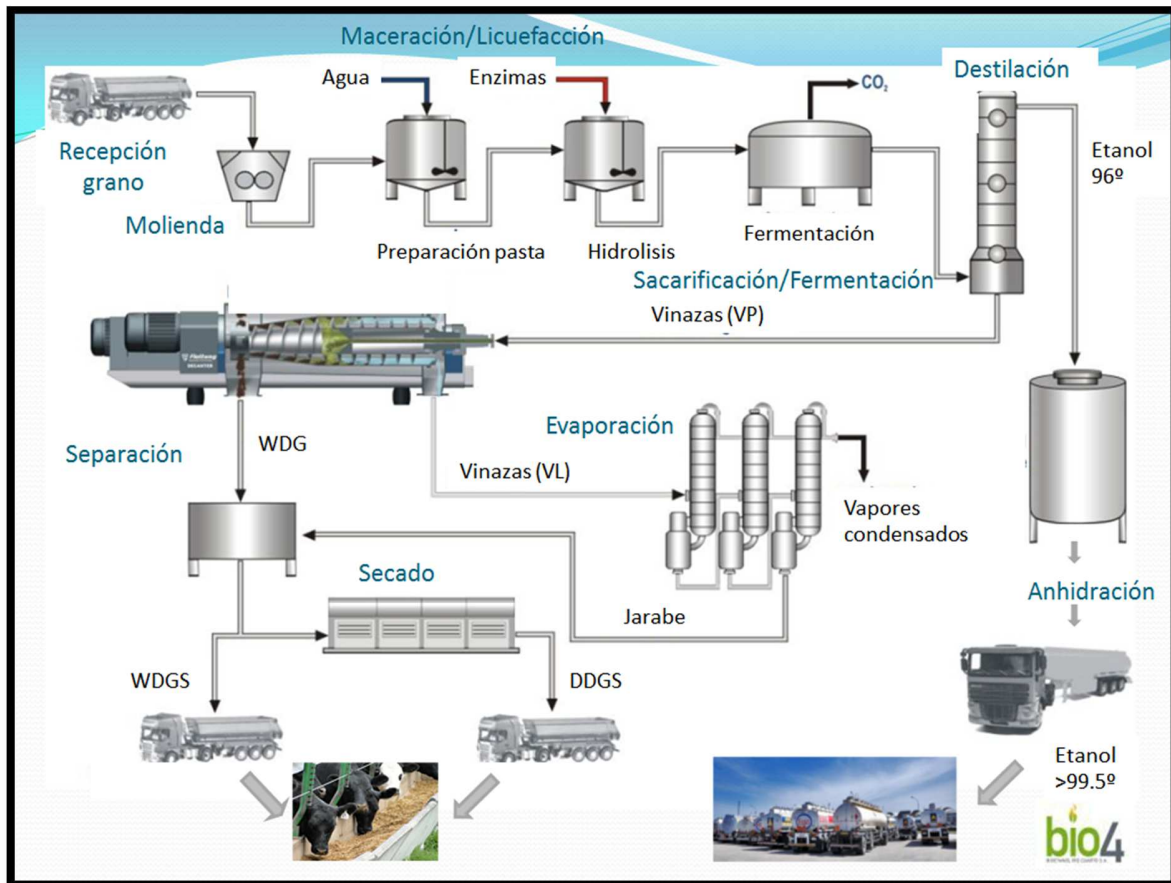 Maceración/Licuefacción
Agua
Enzimas
CO₂
Destilación
Recepción
grano
Molienda
Etanol
96º
Preparación pasta
Hidrolisis
Fermentación
Sacarificación/Fermentación
Vinazas (VP)
DECANTER
Separación
WDG
Evaporación
Vinazas (VL)
Vapores
condensados
Secado
Jarabe
Anhidración
WDGS
DDGS
Etanol
>99.5º
bio4